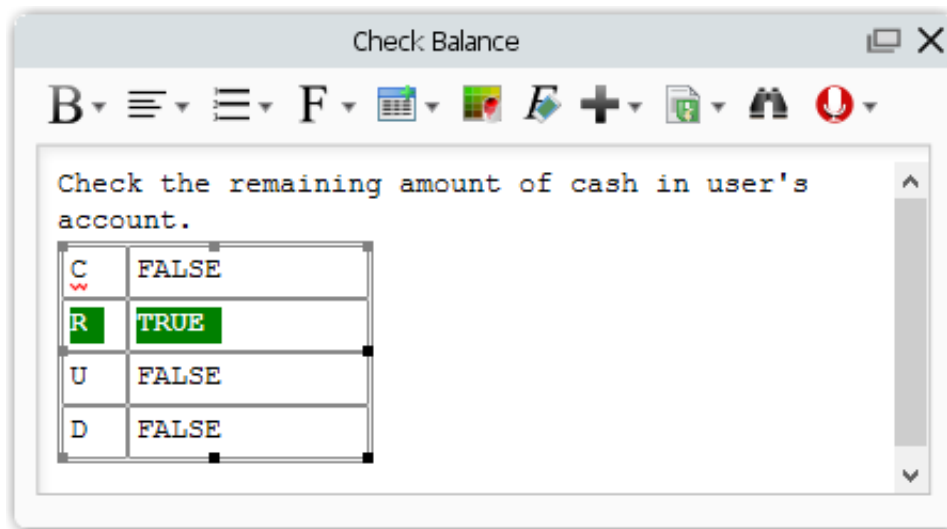 Check Balance
B F F
Check the remaining amount of cash in user's
account.
C FALSE
R TRUE
U FALSE
D FALSE